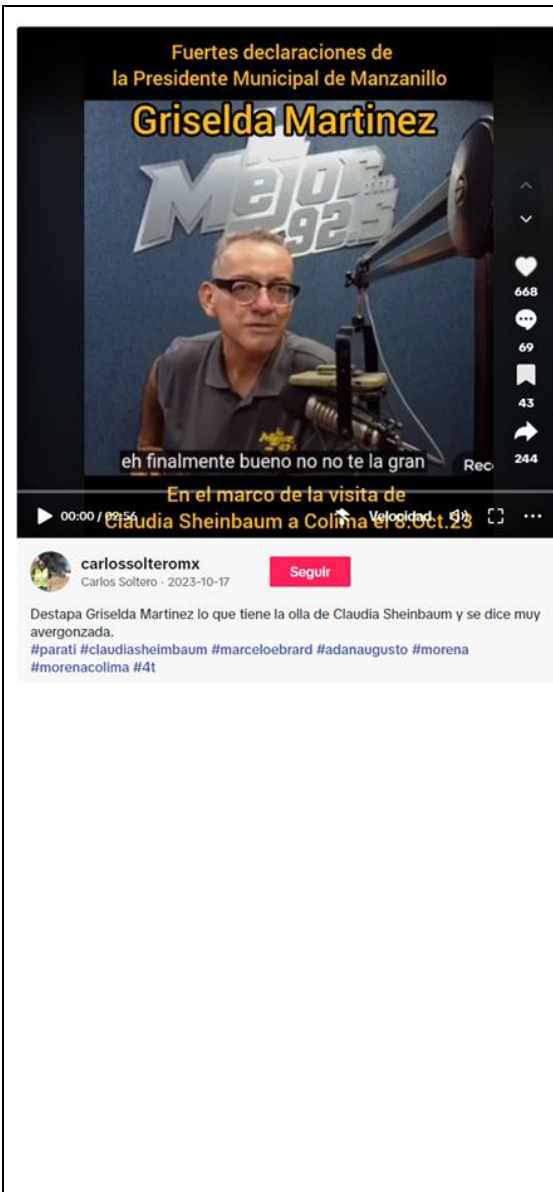 Fuertes declaraciones de
la Presidente Municipal de Manzanillo
Griselda Martinez
Mejor FM
92.5
668
69
43
244
eh finalmente bueno no no te la gran
Rec
En el marco de la visita de
00:00 / 02:56
Claudia Sheinbaum a Colima el 8.Oct.23
Velocidad
carlossolteromx
Carlos Soltero · 2023-10-17
Seguir
Destapa Griselda Martinez lo que tiene la olla de Claudia Sheinbaum y se dice muy
avergonzada.
#parati #claudiasheimbaum #marceloebrard #adanaugusto #morena
#morenacolima #4t